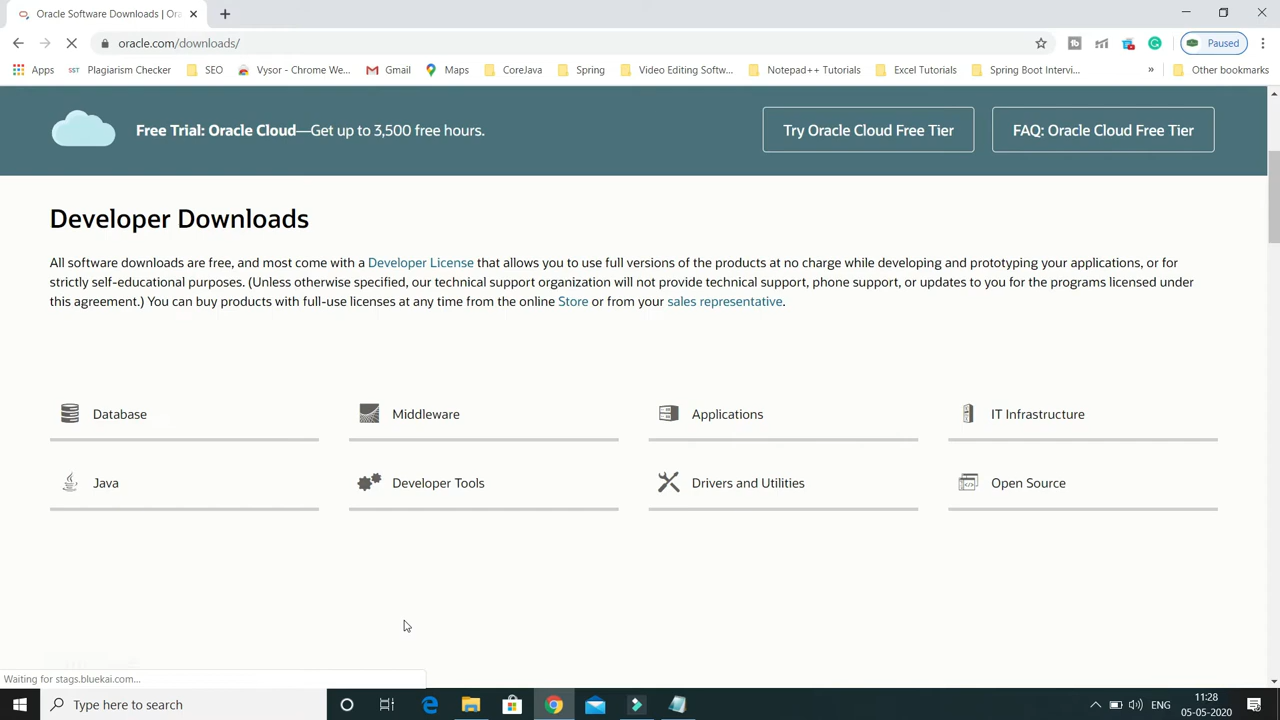 Oracle Software Downloads | Ora
oracle.com/downloads/
Paused
Apps
SST
Plagiarism Checker
SEO
Vysor - Chrome We...
Gmail
Maps
CoreJava
Spring
Video Editing Softw...
Notepad++ Tutorials
Excel Tutorials
Spring Boot Intervi...
»
Other bookmarks
Free Trial: Oracle Cloud—Get up to 3,500 free hours.
Try Oracle Cloud Free Tier
FAQ: Oracle Cloud Free Tier
Developer Downloads
All software downloads are free, and most come with a Developer License that allows you to use full versions of the products at no charge while developing and prototyping your applications, or for
strictly self-educational purposes. (Unless otherwise specified, our technical support organization will not provide technical support, phone support, or updates to you for the programs licensed under
this agreement.) You can buy products with full-use licenses at any time from the online Store or from your sales representative.
Database
Middleware
Applications
IT Infrastructure
Java
Developer Tools
Drivers and Utilities
Open Source
Waiting for stags.bluekai.com...
Type here to search
ENG
11:28
05-05-2020